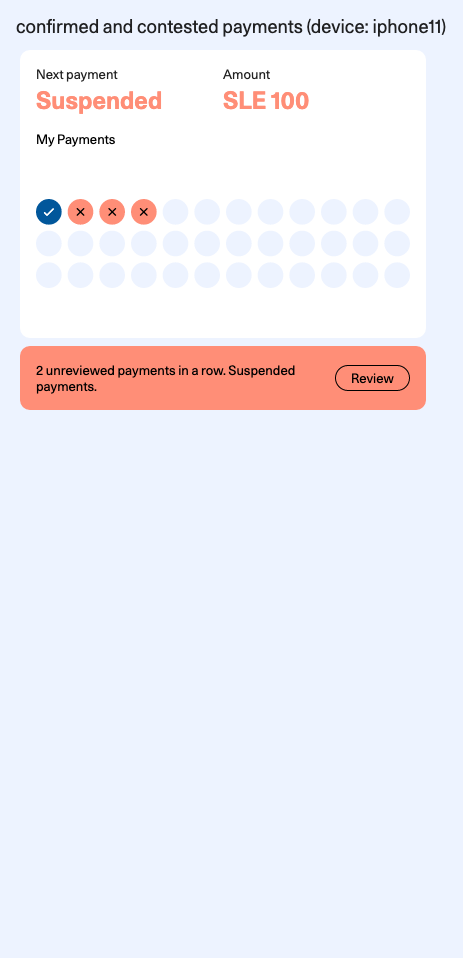 confirmed and contested payments (device: iphone11)
Next payment
Amount
Suspended
SLE 100
My Payments
2 unreviewed payments in a row. Suspended
payments.
Review